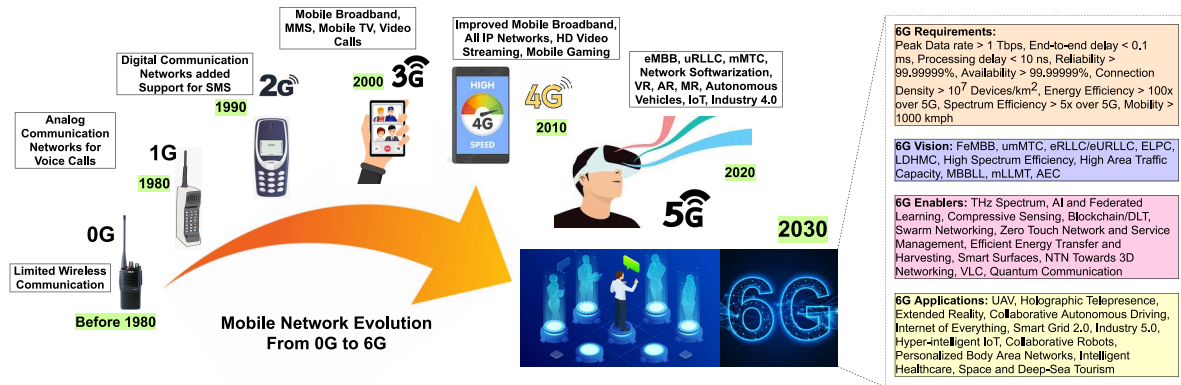 0G
Limited Wireless
Communication
Before 1980
Analog
Communication
Networks for
Voice Calls
1G
1980
Digital Communication
Networks added
Support for SMS
1990
2G
Mobile Broadband,
MMS, Mobile TV, Video
Calls
2000
3G
Improved Mobile Broadband,
All IP Networks, HD Video
Streaming, Mobile Gaming
HIGH
4G
SPEED
4G
2010
eMBB, uRLLC, mMTC,
Network Softwarization,
VR, AR, MR, Autonomous
Vehicles, IoT, Industry 4.0
2020
5G
2030
6G
Mobile Network Evolution
From 0G to 6G
6G Requirements:
Peak Data rate > 1 Tbps, End-to-end delay < 0.1
ms, Processing delay < 10 ns, Reliability >
99.99999%, Availability > 99.99999%, Connection
Density > 10⁷ Devices/km², Energy Efficiency > 100x
over 5G, Spectrum Efficiency > 5x over 5G, Mobility >
1000 kmph
6G Vision: FeMBB, umMTC, eRLLC/eURLLC, ELPC,
LDHMC, High Spectrum Efficiency, High Area Traffic
Capacity, MBBLL, mLLMT, AEC
6G Enablers: THz Spectrum, AI and Federated
Learning, Compressive Sensing, Blockchain/DLT,
Swarm Networking, Zero Touch Network and Service
Management, Efficient Energy Transfer and
Harvesting, Smart Surfaces, NTN Towards 3D
Networking, VLC, Quantum Communication
6G Applications: UAV, Holographic Telepresence,
Extended Reality, Collaborative Autonomous Driving,
Internet of Everything, Smart Grid 2.0, Industry 5.0,
Hyper-intelligent IoT, Collaborative Robots,
Personalized Body Area Networks, Intelligent
Healthcare, Space and Deep-Sea Tourism